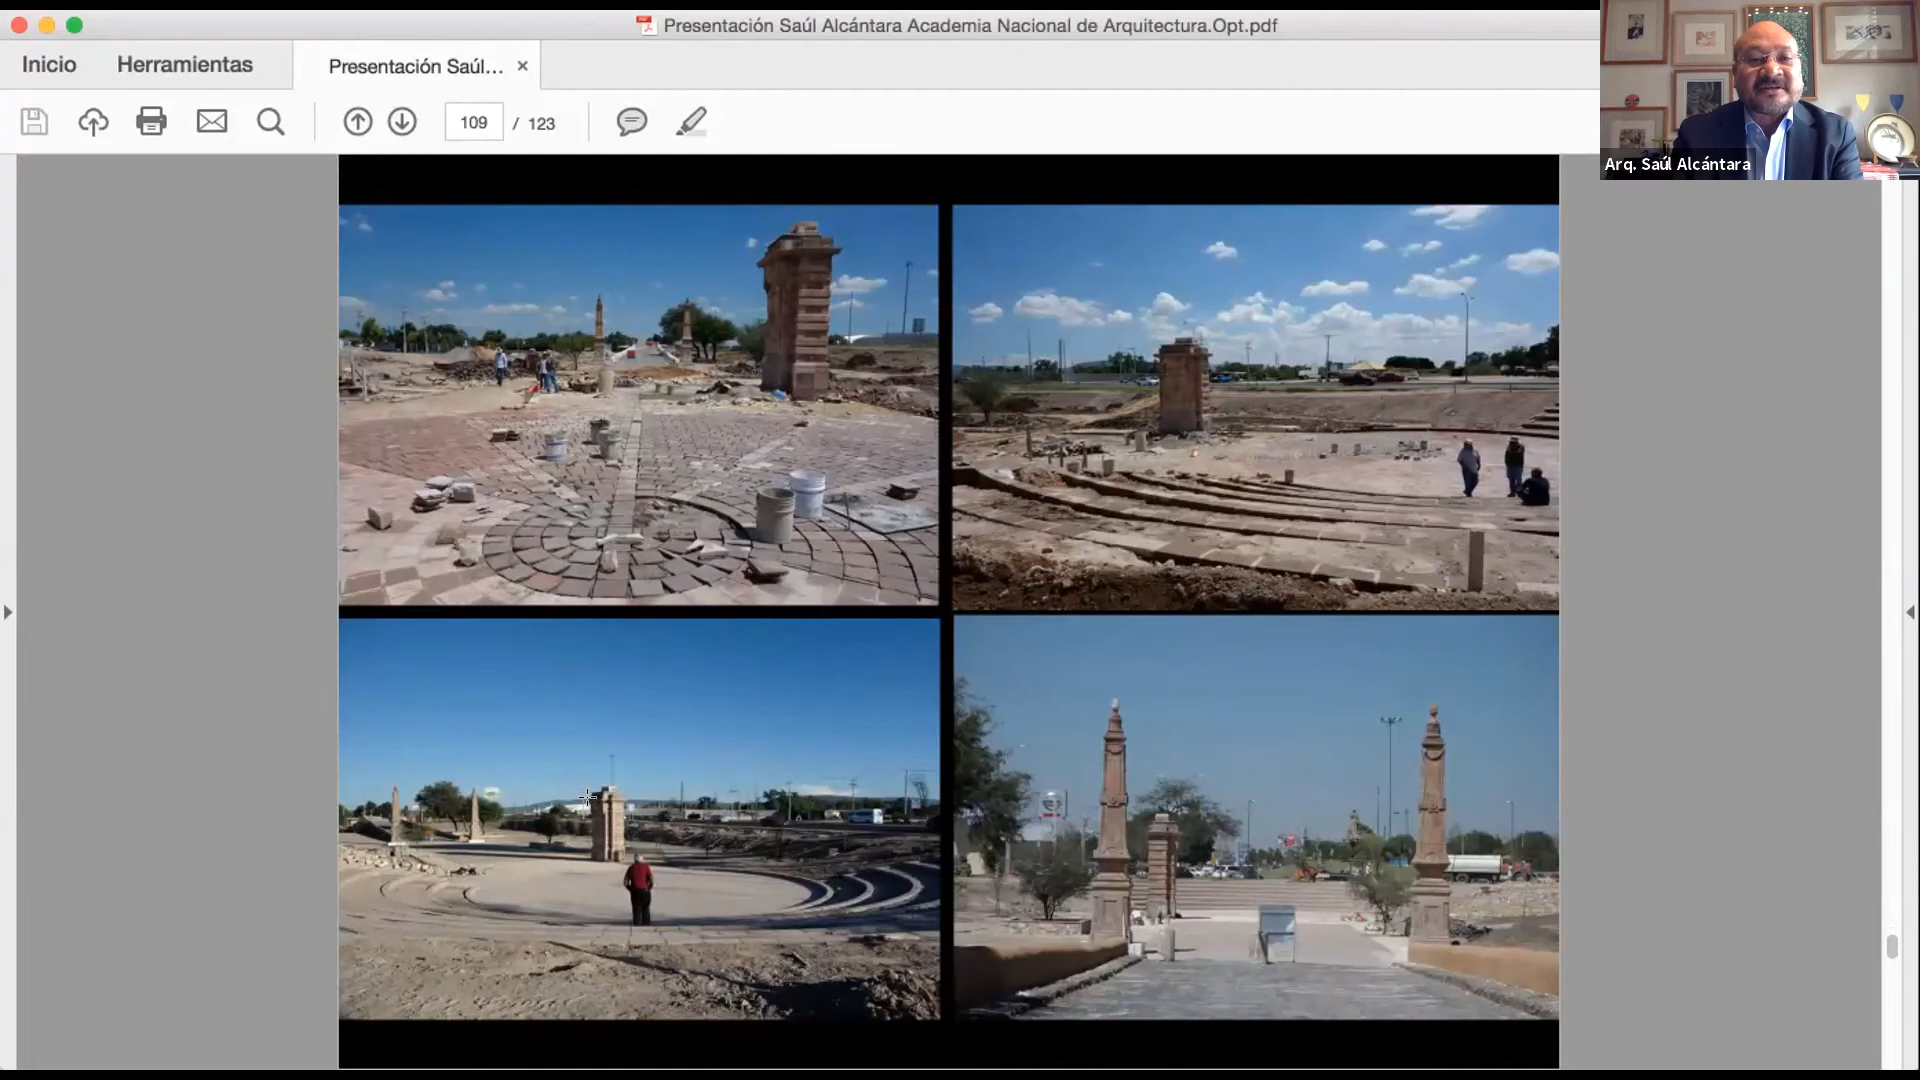 Presentación Saúl Alcántara Academia Nacional de Arquitectura.Opt.pdf
Inicio
Herramientas
Presentación Saúl...
109 / 123
Arq. Saúl Alcántara